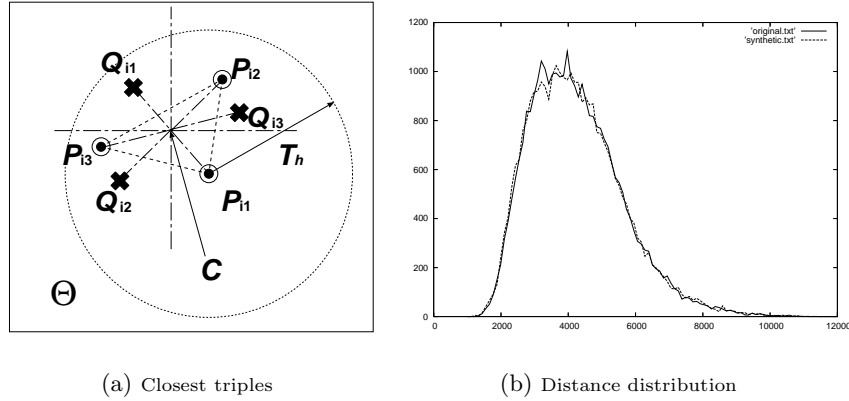 Q i1
P i2
Q i3
P i3
T h
Q i2
P i1
C
Θ
(a) Closest triples
1200
1000
800
600
400
200
0
0 2000 4000 6000 8000 10000 12000
'original.txt'
'synthetic.txt'
(b) Distance distribution